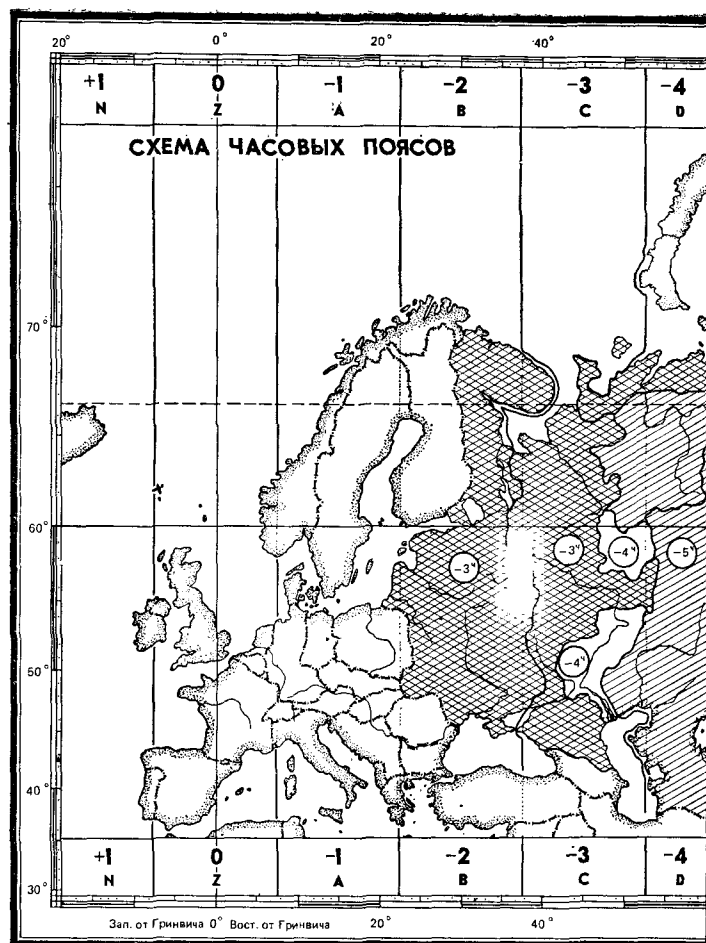 20° 0° 20° 40°
+1 0 -1 -2 -3 -4
N Z A B C D
СХЕМА ЧАСОВЫХ ПОЯСОВ
70°
60°
-3ч -3ч -4ч -5ч
50°
-4ч
40°
+1 0 -1 -2 -3 -4
N Z A B C D
30°
Зап. от Гринвича 0° Вост. от Гринвича 20° 40°